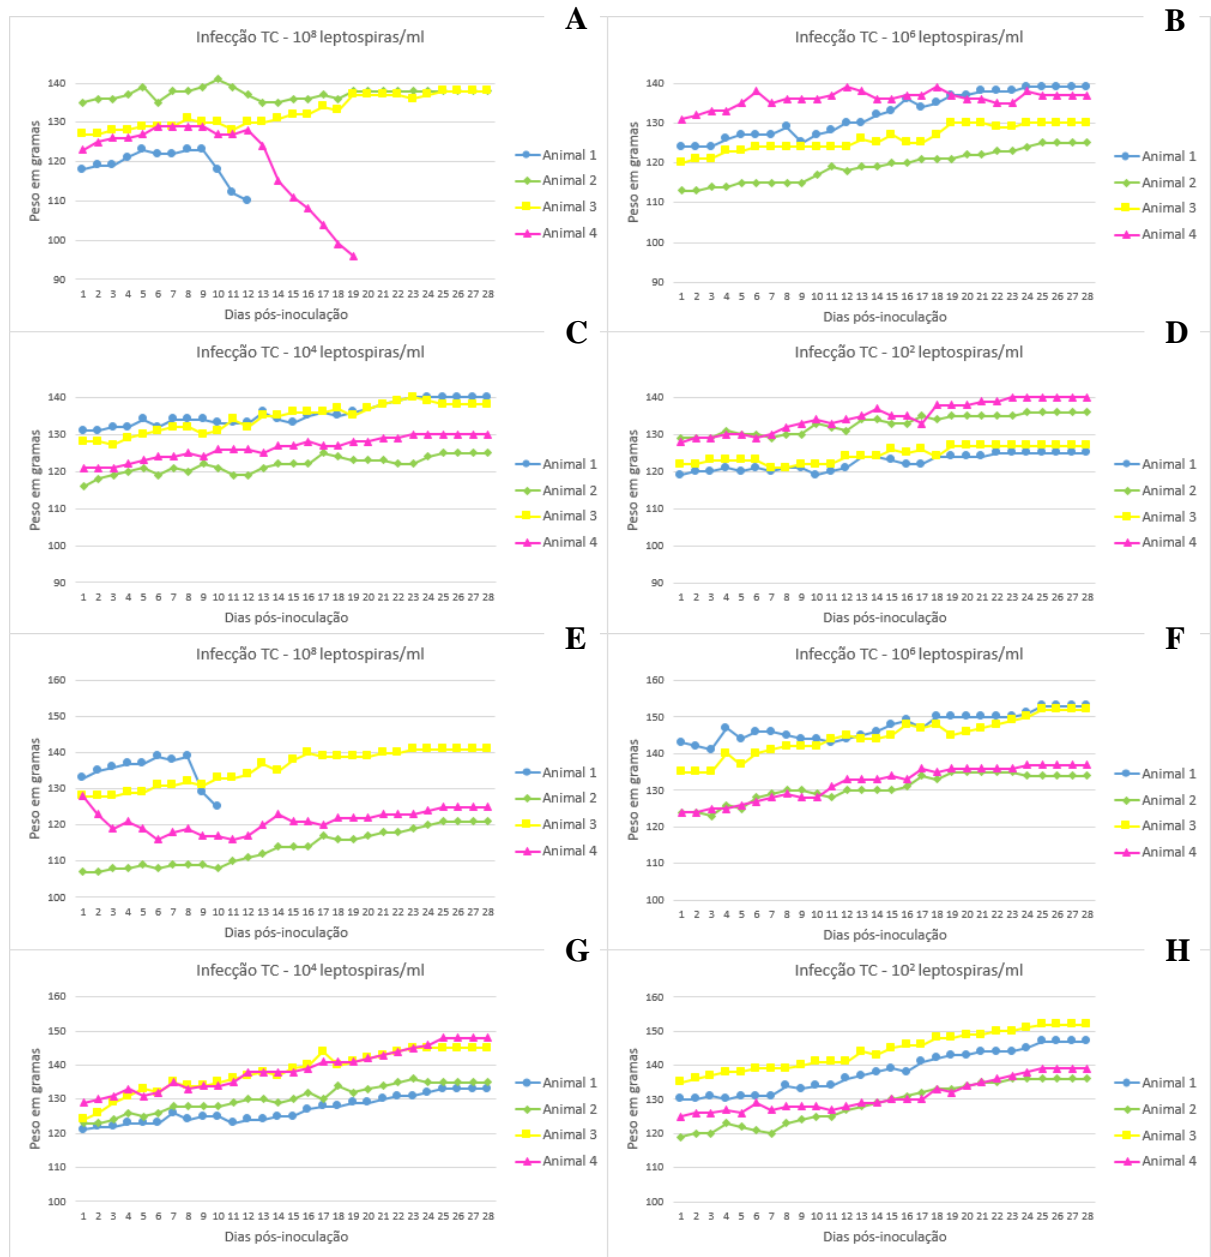 A
Infecção TC - 10⁸ leptospiras/ml
Peso em gramas
140
130
120
110
100
90
1 2 3 4 5 6 7 8 9 10 11 12 13 14 15 16 17 18 19 20 21 22 23 24 25 26 27 28
Dias pós-inoculação
Animal 1
Animal 2
Animal 3
Animal 4
B
Infecção TC - 10⁶ leptospiras/ml
Peso em gramas
140
130
120
110
100
90
1 2 3 4 5 6 7 8 9 10 11 12 13 14 15 16 17 18 19 20 21 22 23 24 25 26 27 28
Dias pós-inoculação
Animal 1
Animal 2
Animal 3
Animal 4
C
Infecção TC - 10⁴ leptospiras/ml
Peso em gramas
140
130
120
110
100
90
1 2 3 4 5 6 7 8 9 10 11 12 13 14 15 16 17 18 19 20 21 22 23 24 25 26 27 28
Dias pós-inoculação
Animal 1
Animal 2
Animal 3
Animal 4
D
Infecção TC - 10² leptospiras/ml
Peso em gramas
140
130
120
110
100
90
1 2 3 4 5 6 7 8 9 10 11 12 13 14 15 16 17 18 19 20 21 22 23 24 25 26 27 28
Dias pós-inoculação
Animal 1
Animal 2
Animal 3
Animal 4
E
Infecção TC - 10⁸ leptospiras/ml
Peso em gramas
160
150
140
130
120
110
100
1 2 3 4 5 6 7 8 9 10 11 12 13 14 15 16 17 18 19 20 21 22 23 24 25 26 27 28
Dias pós-inoculação
Animal 1
Animal 2
Animal 3
Animal 4
F
Infecção TC - 10⁶ leptospiras/ml
Peso em gramas
160
150
140
130
120
110
100
1 2 3 4 5 6 7 8 9 10 11 12 13 14 15 16 17 18 19 20 21 22 23 24 25 26 27 28
Dias pós-inoculação
Animal 1
Animal 2
Animal 3
Animal 4
G
Infecção TC - 10⁴ leptospiras/ml
Peso em gramas
160
150
140
130
120
110
100
1 2 3 4 5 6 7 8 9 10 11 12 13 14 15 16 17 18 19 20 21 22 23 24 25 26 27 28
Dias pós-inoculação
Animal 1
Animal 2
Animal 3
Animal 4
H
Infecção TC - 10² leptospiras/ml
Peso em gramas
160
150
140
130
120
110
100
1 2 3 4 5 6 7 8 9 10 11 12 13 14 15 16 17 18 19 20 21 22 23 24 25 26 27 28
Dias pós-inoculação
Animal 1
Animal 2
Animal 3
Animal 4